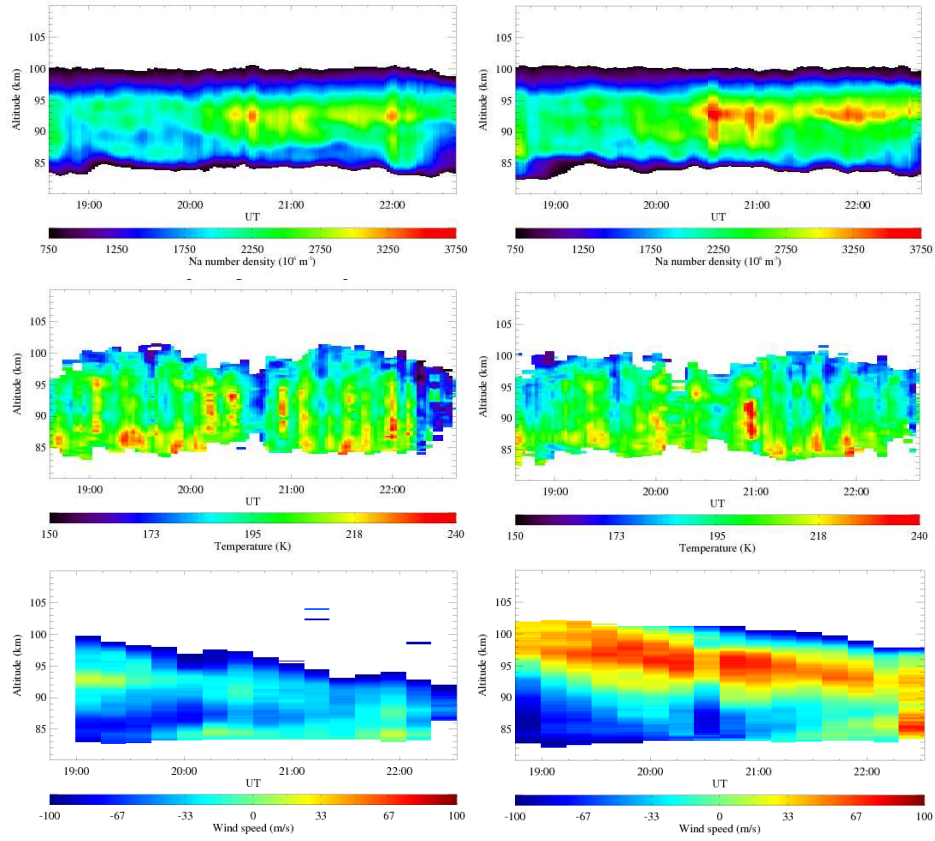 105
100
95
90
85
Altitude (km)
19:00 20:00 21:00 22:00
UT
750 1250 1750 2250 2750 3250 3750
Na number density (10⁶ m⁻³)
105
100
95
90
85
Altitude (km)
19:00 20:00 21:00 22:00
UT
750 1250 1750 2250 2750 3250 3750
Na number density (10⁶ m⁻³)
105
100
95
90
85
Altitude (km)
19:00 20:00 21:00 22:00
UT
150 173 195 218 240
Temperature (K)
105
100
95
90
85
Altitude (km)
19:00 20:00 21:00 22:00
UT
150 173 195 218 240
Temperature (K)
105
100
95
90
85
Altitude (km)
19:00 20:00 21:00 22:00
UT
-100 -67 -33 0 33 67 100
Wind speed (m/s)
105
100
95
90
85
Altitude (km)
19:00 20:00 21:00 22:00
UT
-100 -67 -33 0 33 67 100
Wind speed (m/s)